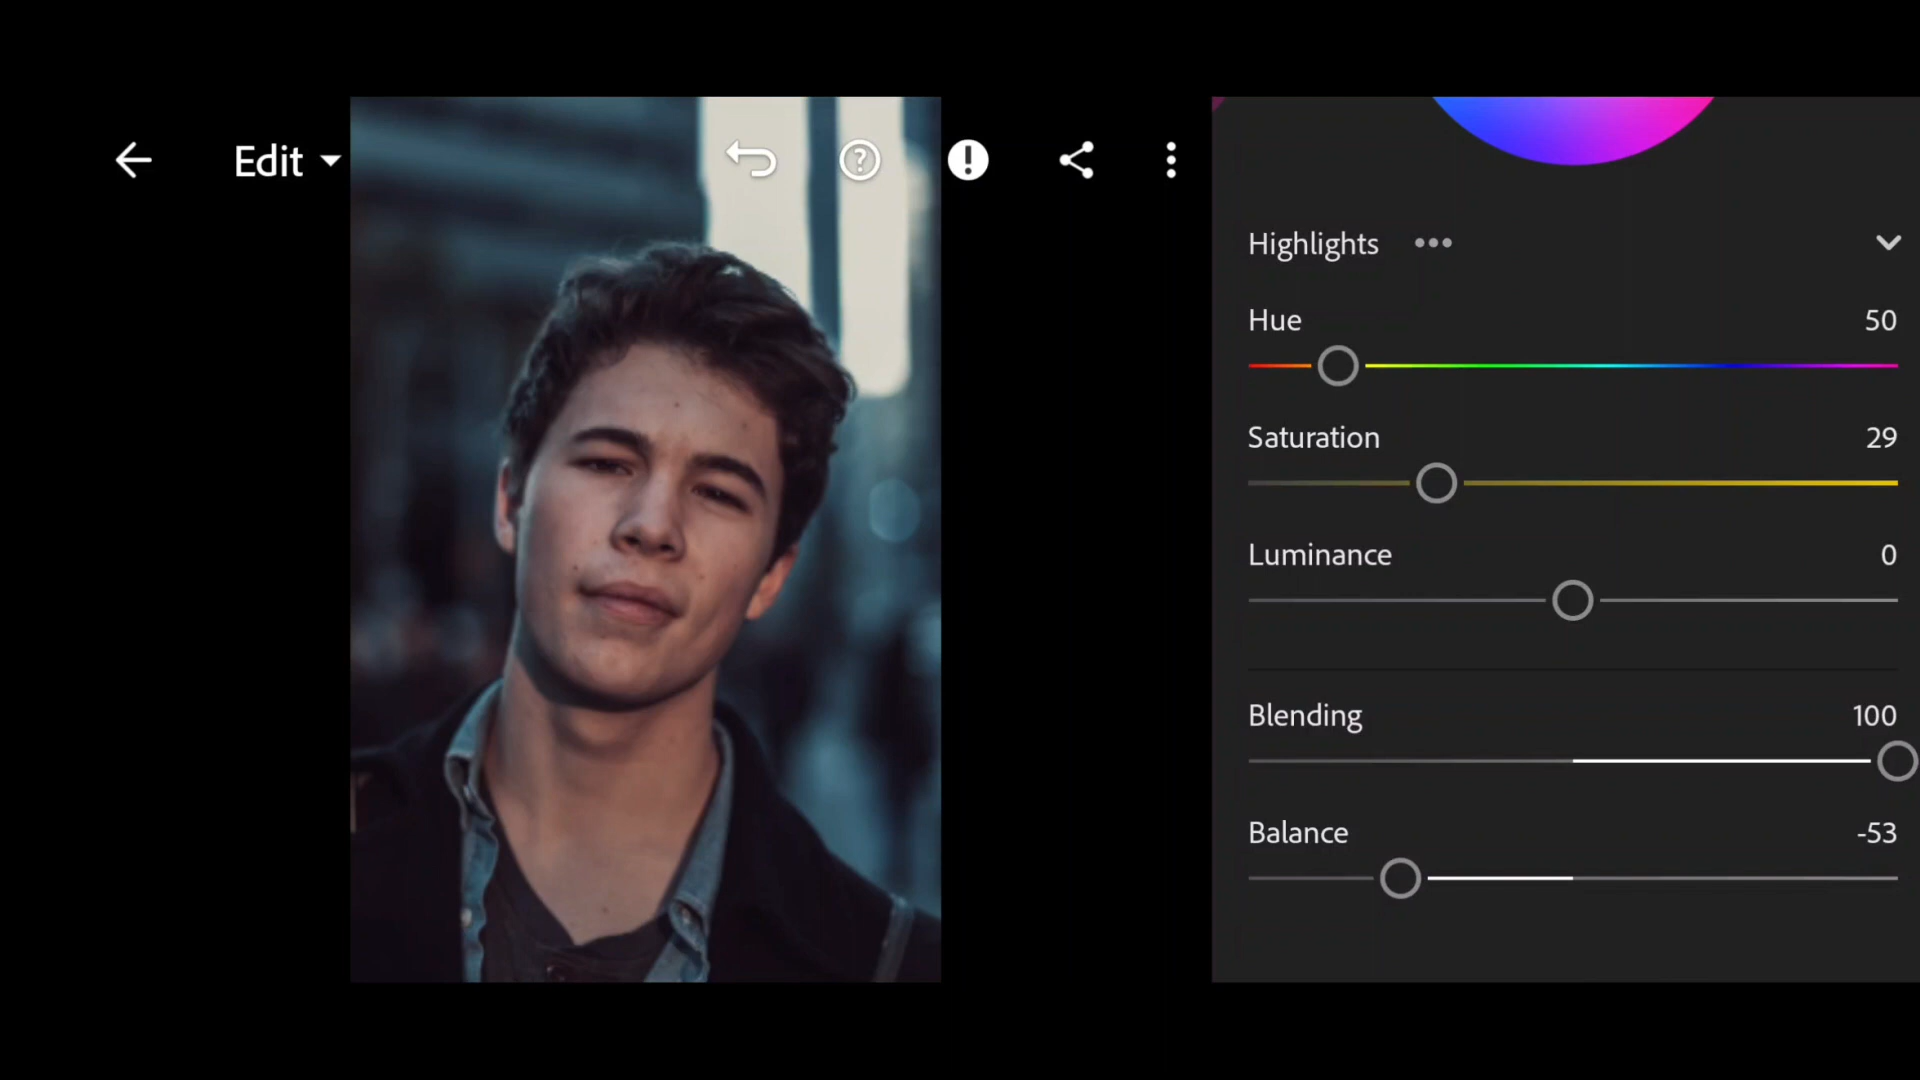 Edit
Highlights
Hue 50
Saturation 29
Luminance 0
Blending 100
Balance -53